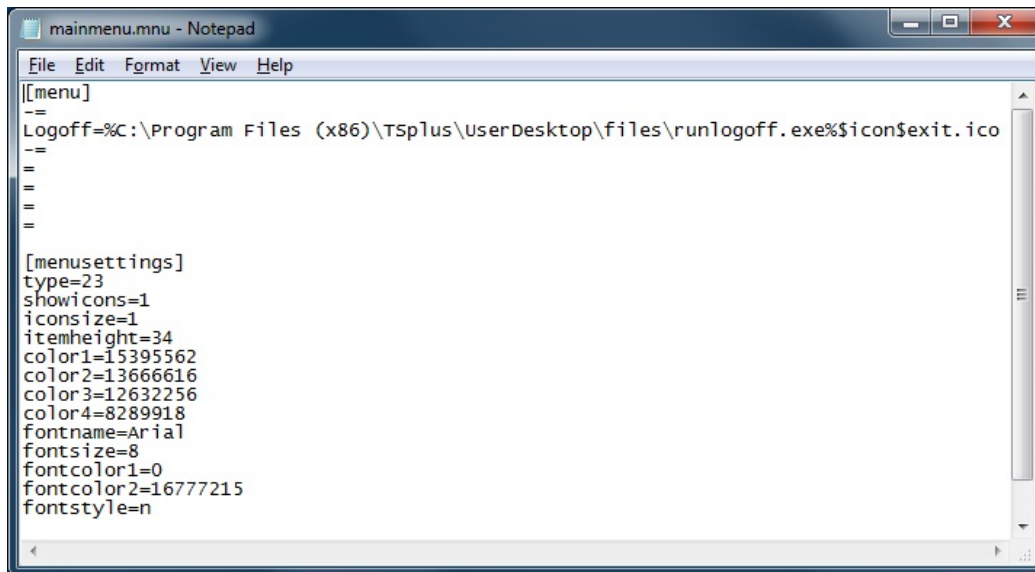 mainmenu.mnu - Notepad
File Edit Format View Help
[menu]
-=
Logoff=%C:\Program Files (x86)\TSplus\UserDesktop\files\runlogoff.exe%$icon$exit.ico
-=
=
=
=
=
[menusettings]
type=23
showicons=1
iconsize=1
itemheight=34
color1=15395562
color2=13666616
color3=12632256
color4=8289918
fontname=Arial
fontsize=8
fontcolor1=0
fontcolor2=16777215
fontstyle=n